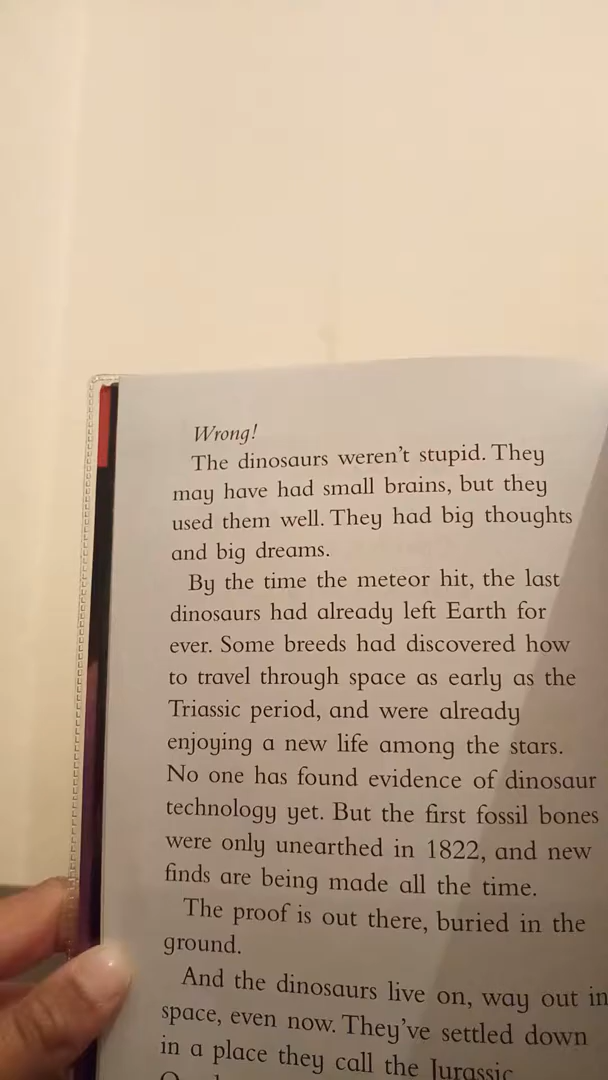 Wrong!
The dinosaurs weren't stupid. They
may have had small brains, but they
used them well. They had big thoughts
and big dreams.
By the time the meteor hit, the last
dinosaurs had already left Earth for
ever. Some breeds had discovered how
to travel through space as early as the
Triassic period, and were already
enjoying a new life among the stars.
No one has found evidence of dinosaur
technology yet. But the first fossil bones
were only unearthed in 1822, and new
finds are being made all the time.
The proof is out there, buried in the
ground.
And the dinosaurs live on, way out in
space, even now. They've settled down
in a place they call the Jurassic